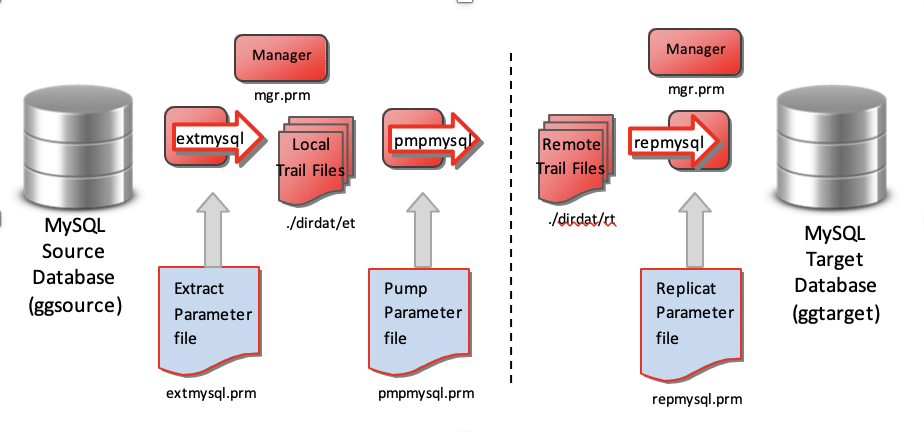 Manager
mgr.prm
MySQL
Source
Database
(ggsource)
extmysql
Local
Trail Files
./dirdat/et
pmpmysql
Extract
Parameter
file
extmysql.prm
Pump
Parameter
file
pmpmysql.prm
Manager
mgr.prm
Remote
Trail Files
./dirdat/rt
repmysql
Replicat
Parameter
file
repmysql.prm
MySQL
Target
Database
(ggtarget)